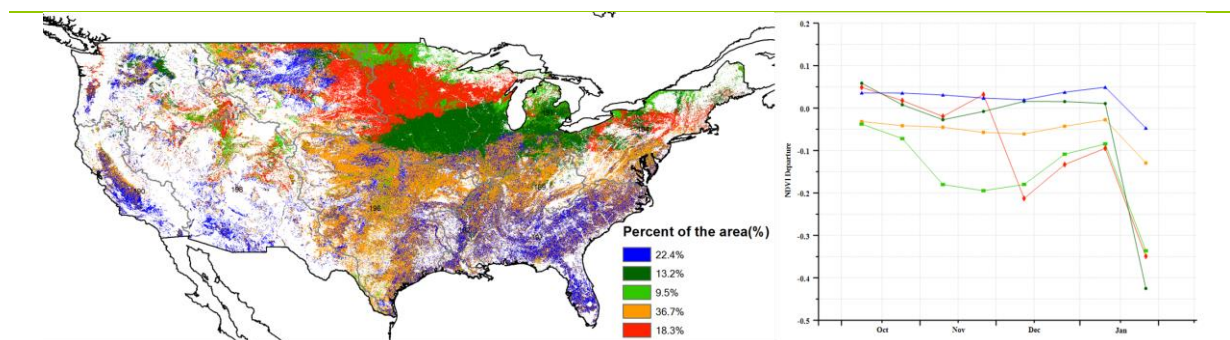 Percent of the area(%)
22.4%
13.2%
9.5%
36.7%
18.3%
198
NDVI Departure
0.2
0.1
0.0
-0.1
-0.2
-0.3
-0.4
-0.5
Oct
Nov
Dec
Jan